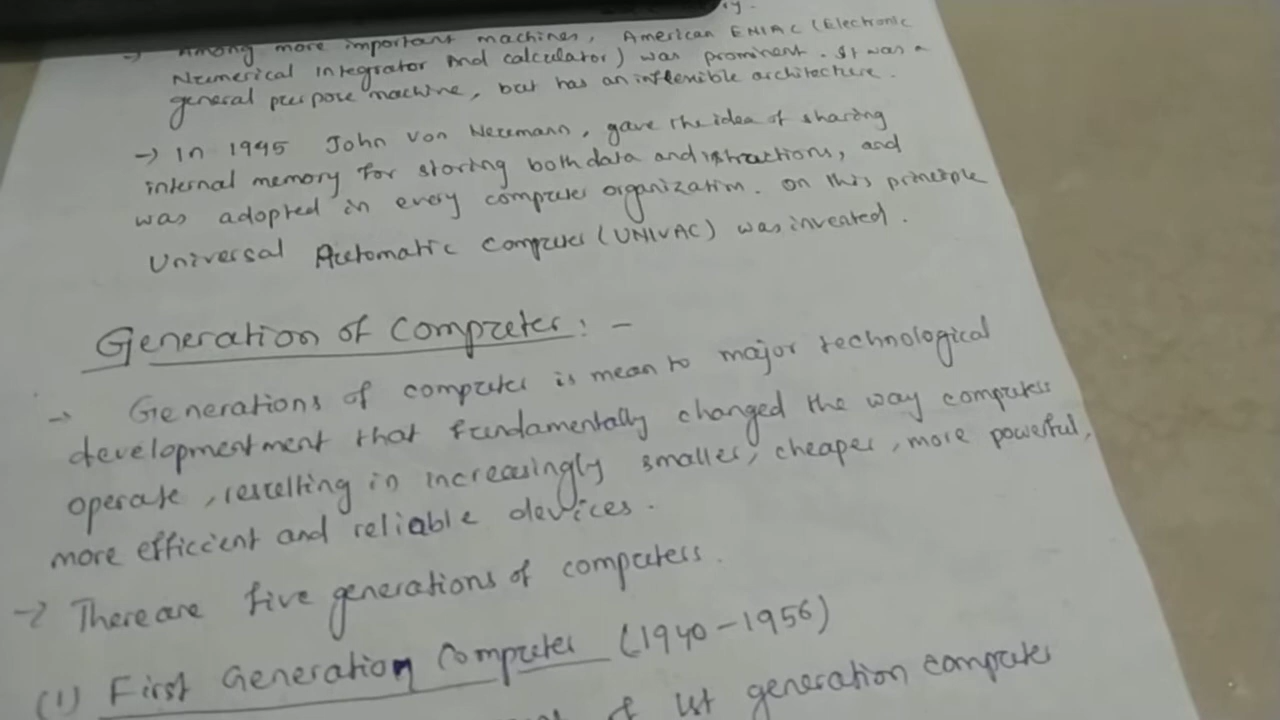 → Among more important machines, American ENIAC (Electronic
Numerical Integrator And calculator) was prominent. It was a
general purpose machine, but has an inflexible architecture.
→ In 1945 John Von Neumann, gave the idea of sharing
internal memory for storing both data and istractions, and
was adopted in every computer organization. On this principle
Universal Automatic Computer (UNIVAC) was invented.
Generation of Computer: -
→ Generations of computer is mean to major technological
developmentment that fundamentally changed the way computers
operate, resulting in increasingly smaller, cheaper, more powerful,
more efficient and reliable devices.
→ There are five generations of computers.
(1) First Generation Computer (1940-1956)
of 1st generation computer